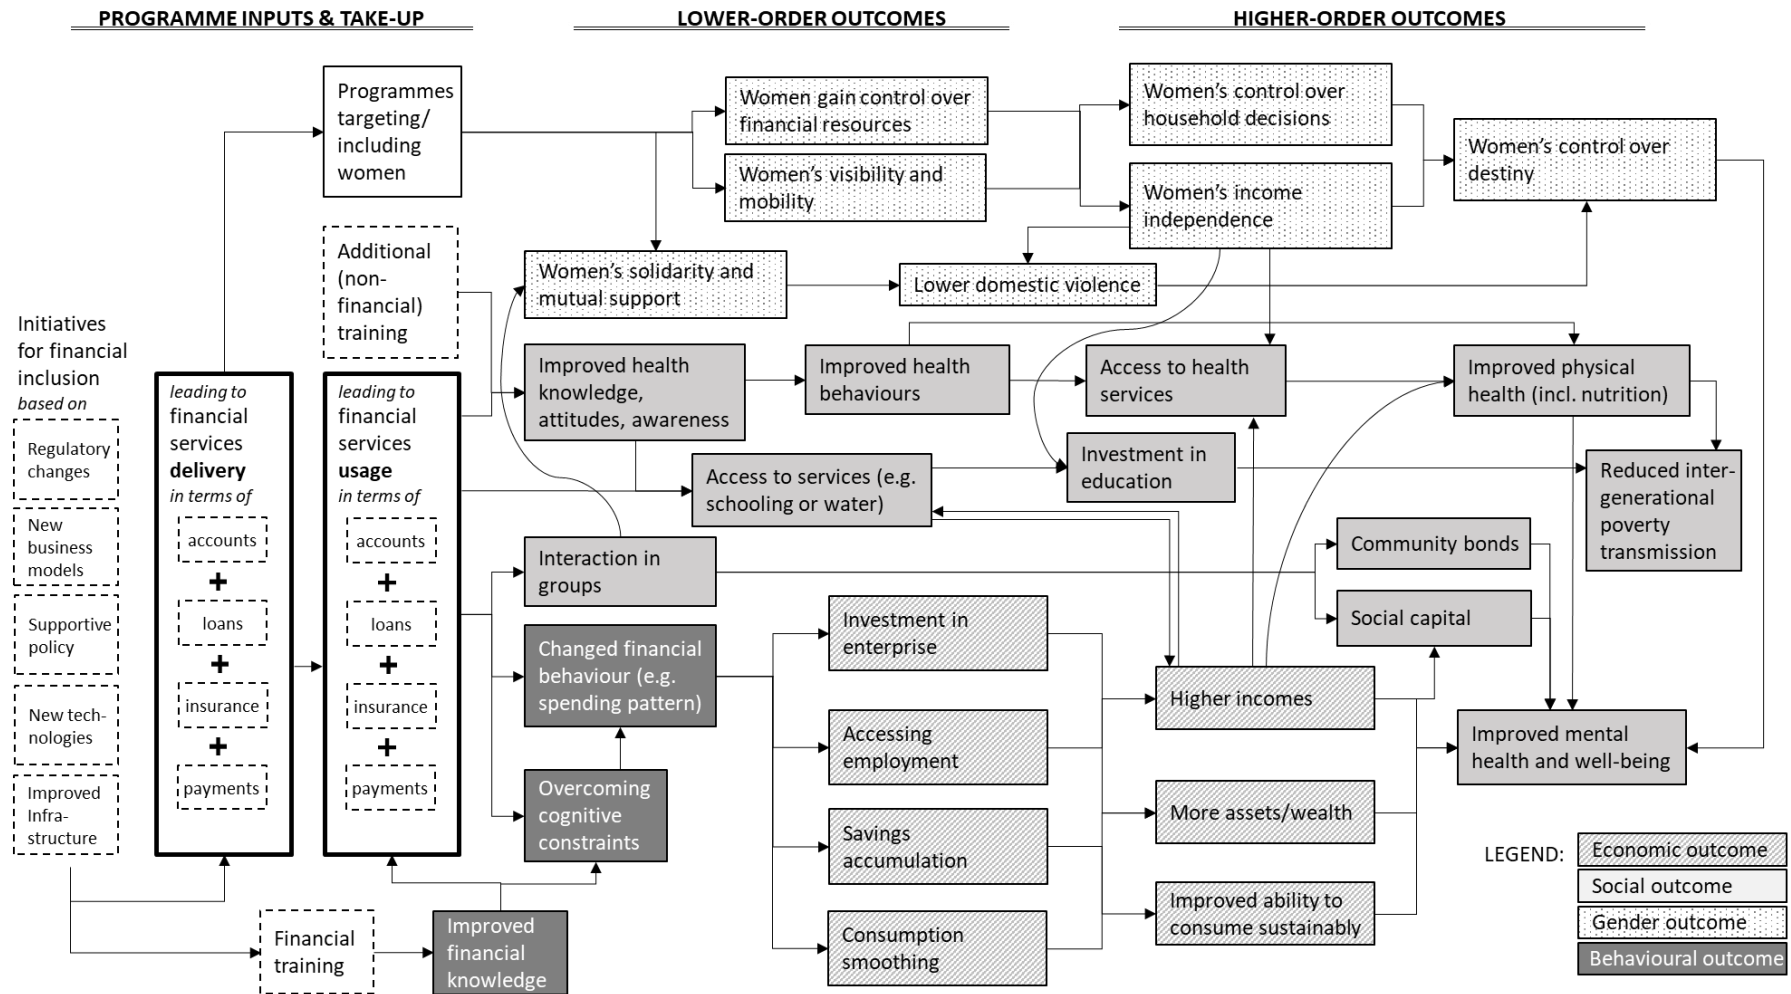 PROGRAMME INPUTS & TAKE-UP
LOWER-ORDER OUTCOMES
HIGHER-ORDER OUTCOMES
Programmes
targeting/
including
women
Women gain control over
financial resources
Women's visibility and
mobility
Women's control over
household decisions
Women's income
independence
Women's control over
destiny
Additional
(non-
financial)
training
Women's solidarity and
mutual support
Lower domestic violence
Initiatives
for financial
inclusion
based on
Regulatory
changes
New
business
models
Supportive
policy
New tech-
nologies
Improved
Infra-
structure
leading to
financial
services
delivery
in terms of
accounts
+
loans
+
insurance
+
payments
leading to
financial
services
usage
in terms of
accounts
+
loans
+
insurance
+
payments
Improved health
knowledge,
attitudes, awareness
Improved health
behaviours
Access to health
services
Improved physical
health (incl. nutrition)
Access to services (e.g.
schooling or water)
Investment in
education
Reduced inter-
generational
poverty
transmission
Interaction in
groups
Community bonds
Social capital
Changed financial
behaviour (e.g.
spending pattern)
Overcoming
cognitive
constraints
Investment in
enterprise
Accessing
employment
Savings
accumulation
Consumption
smoothing
Higher incomes
More assets/wealth
Improved ability to
consume sustainably
Improved mental
health and well-being
Financial
training
Improved
financial
knowledge
LEGEND:
Economic outcome
Social outcome
Gender outcome
Behavioural outcome